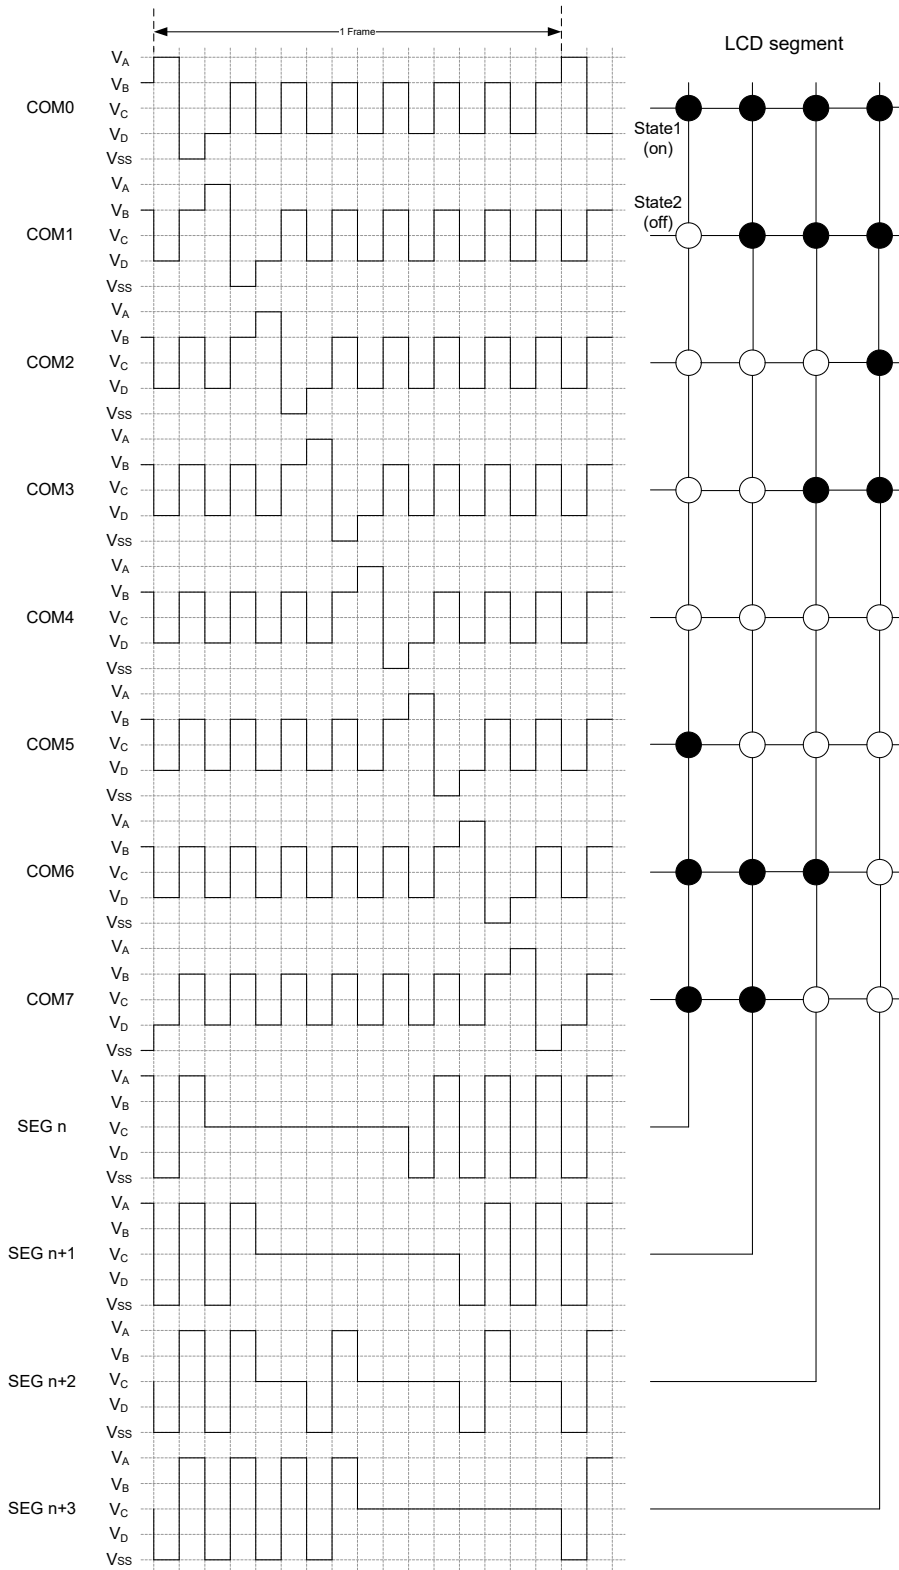 1 Frame
LCD segment
COM0
VA
VB
VC
VD
VSS
State1
(on)
COM1
VA
VB
VC
VD
VSS
State2
(off)
COM2
VA
VB
VC
VD
VSS
COM3
VA
VB
VC
VD
VSS
COM4
VA
VB
VC
VD
VSS
COM5
VA
VB
VC
VD
VSS
COM6
VA
VB
VC
VD
VSS
COM7
VA
VB
VC
VD
VSS
SEG n
VA
VB
VC
VD
VSS
SEG n+1
VA
VB
VC
VD
VSS
SEG n+2
VA
VB
VC
VD
VSS
SEG n+3
VA
VB
VC
VD
VSS